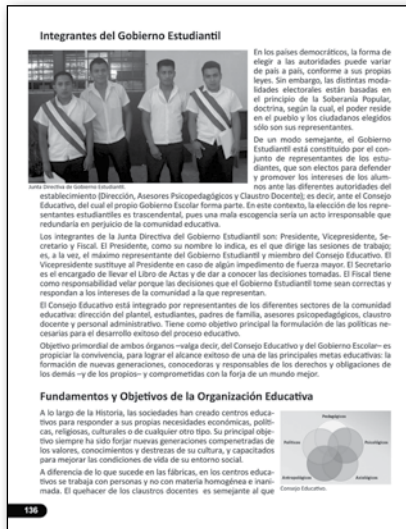 Integrantes del Gobierno Estudiantil
En los países democráticos, la forma de
elegir a las autoridades puede variar
de país a país, conforme a sus propias
leyes. Sin embargo, las distintas moda-
lidades electorales están basadas en
el principio de la Soberanía Popular,
doctrina, según la cual, el poder reside
en el pueblo y los ciudadanos elegidos
sólo son sus representantes.
De un modo semejante, el Gobierno
Estudiantil está constituido por el con-
junto de representantes de los estu-
diantes, que son electos para defender
y promover los intereses de los alum-
Junta Directiva de Gobierno Estudiantil.
nos ante las diferentes autoridades del
establecimiento (Dirección, Asesores Psicopedagógicos y Claustro Docente); es decir, ante el Consejo
Educativo, del cual el propio Gobierno Escolar forma parte. En este contexto, la elección de los repre-
sentantes estudiantiles es trascendental, pues una mala escogencia sería un acto irresponsable que
redundaría en perjuicio de la comunidad educativa.
Los integrantes de la Junta Directiva del Gobierno Estudiantil son: Presidente, Vicepresidente, Se-
cretario y Fiscal. El Presidente, como su nombre lo indica, es el que dirige las sesiones de trabajo;
es, a la vez, el máximo representante del Gobierno Estudiantil y miembro del Consejo Educativo. El
Vicepresidente sustituye al Presidente en caso de algún impedimento de fuerza mayor. El Secretario
es el encargado de llevar el Libro de Actas y de dar a conocer las decisiones tomadas. El Fiscal tiene
como responsabilidad velar porque las decisiones que el Gobierno Estudiantil tome sean correctas y
respondan a los intereses de la comunidad a la que representan.
El Consejo Educativo está integrado por representantes de los diferentes sectores de la comunidad
educativa: dirección del plantel, estudiantes, padres de familia, asesores psicopedagógicos, claustro
docente y personal administrativo. Tiene como objetivo principal la formulación de las políticas ne-
cesarias para el desarrollo exitoso del proceso educativo.
Objetivo primordial de ambos órganos –valga decir, del Consejo Educativo y del Gobierno Escolar– es
propiciar la convivencia, para lograr el alcance exitoso de una de las principales metas educativas: la
formación de nuevas generaciones, conocedoras y responsables de los derechos y obligaciones de
los demás –y de los propios– y comprometidas con la forja de un mundo mejor.
Fundamentos y Objetivos de la Organización Educativa
A lo largo de la Historia, las sociedades han creado centros educa-
tivos para responder a sus propias necesidades económicas, políti-
cas, religiosas, culturales o de cualquier otro tipo. Su principal obje-
tivo siempre ha sido forjar nuevas generaciones compenetradas de
los valores, conocimientos y destrezas de su cultura, y capacitados
para mejorar las condiciones de vida de su entorno social.
A diferencia de lo que sucede en las fábricas, en los centros educa-
tivos se trabaja con personas y no con materia homogénea e inani-
mada. El quehacer de los claustros docentes es semejante al que
Pedagógicos
Políticos
Psicológicos
Antropológicos
Axiológicos
Consejo Educativo.
136